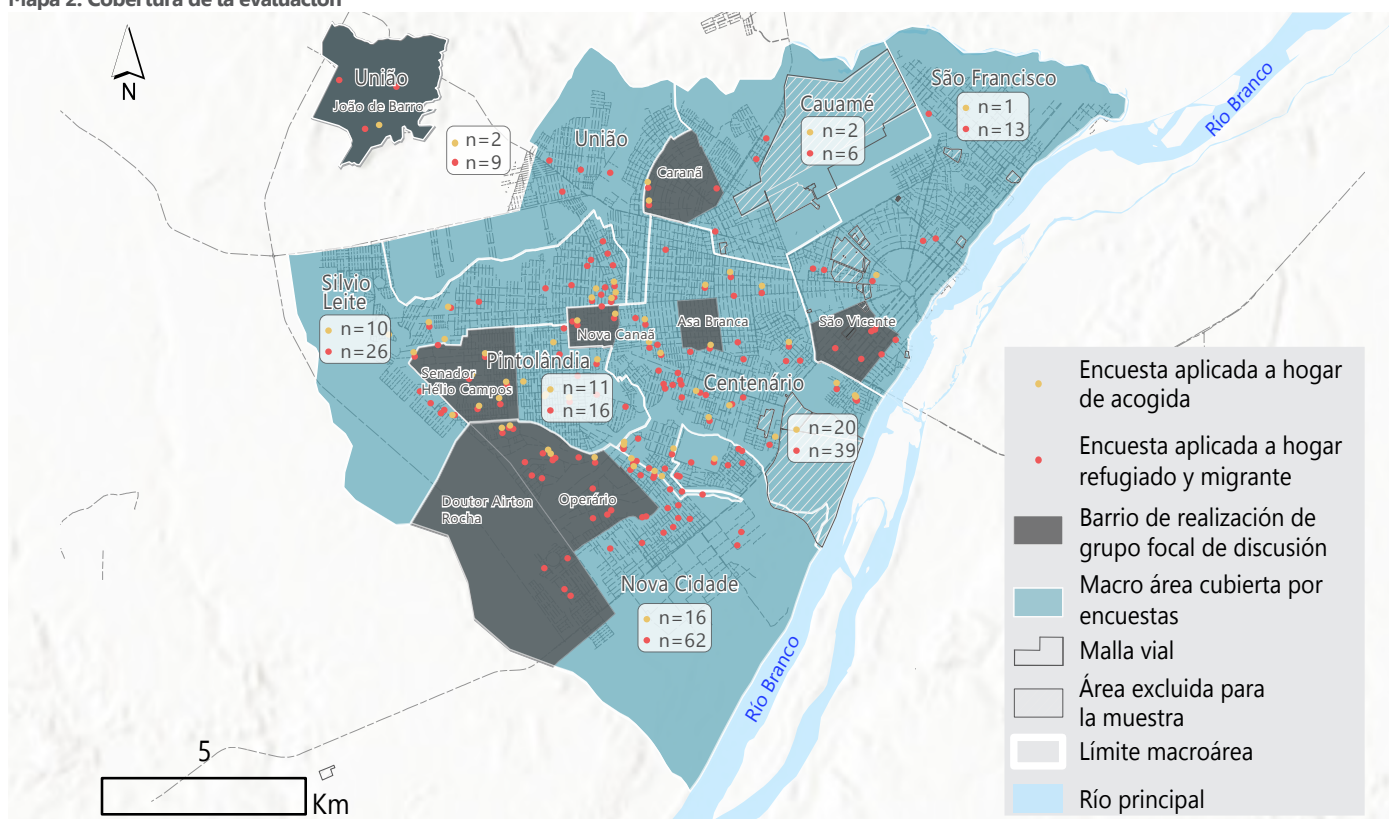 Mapa 2. Cobertura de la evaluación
N
União
João de Barro
n=2
n=9
União
Caranã
Cauamé
n=2
n=6
São Francisco
n=1
n=13
Río Branco
Silvio
Leite
n=10
n=26
Nova Canaã
Asa Branca
São Vicente
Senador
Hélio Campos
Pintolândia
n=11
n=16
Centenário
n=20
n=39
Doutor Airton
Rocha
Operário
Nova Cidade
n=16
n=62
Río Branco
5
Km
Encuesta aplicada a hogar
de acogida
Encuesta aplicada a hogar
refugiado y migrante
Barrio de realización de
grupo focal de discusión
Macro área cubierta por
encuestas
Malla vial
Área excluida para
la muestra
Límite macroárea
Río principal